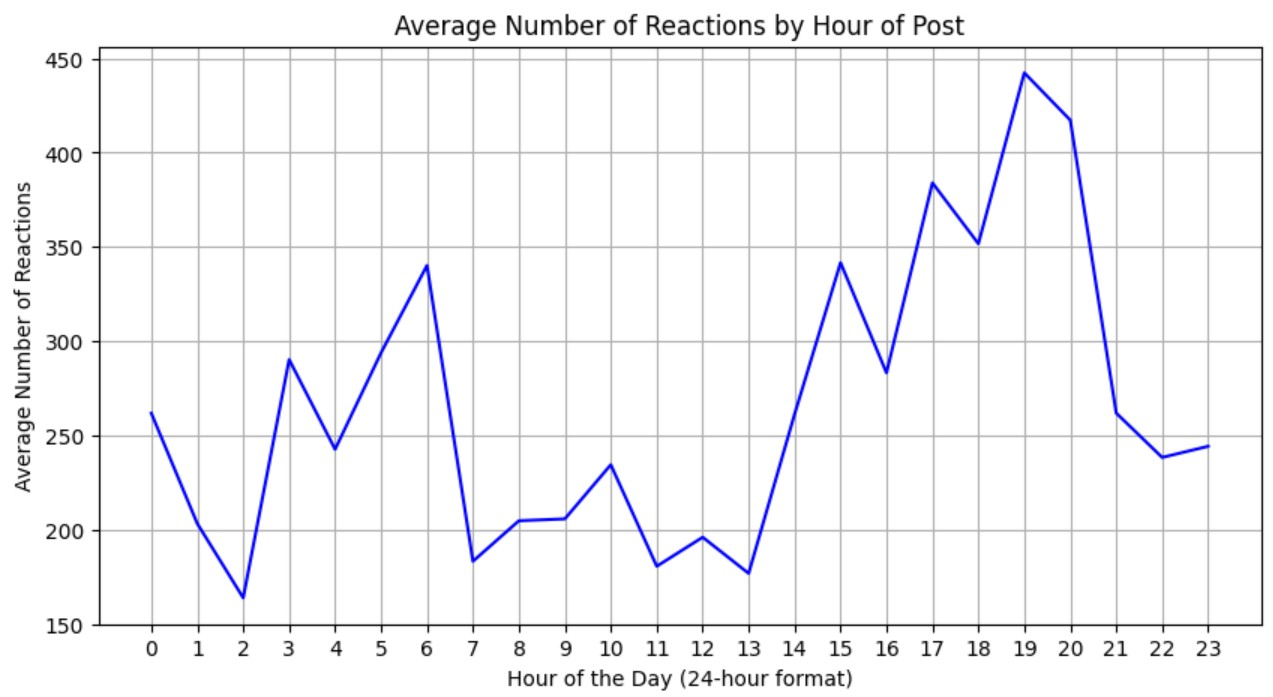 Average Number of Reactions by Hour of Post
450
400
350
300
250
200
150
Average Number of Reactions
0 1 2 3 4 5 6 7 8 9 10 11 12 13 14 15 16 17 18 19 20 21 22 23
Hour of the Day (24-hour format)